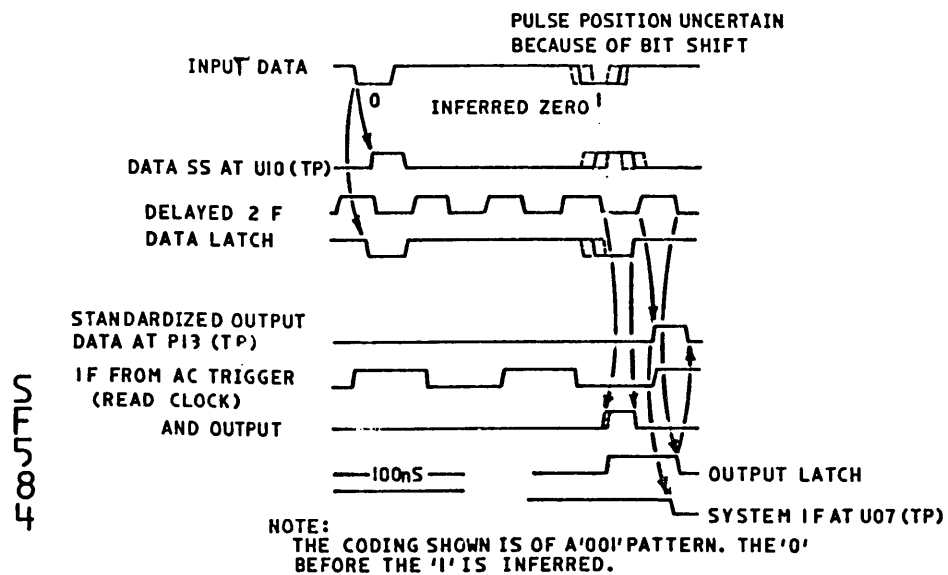 PULSE POSITION UNCERTAIN
BECAUSE OF BIT SHIFT
INPUT DATA
0
INFERRED ZERO
1
DATA SS AT U10 (TP)
DELAYED 2 F
DATA LATCH
STANDARDIZED OUTPUT
DATA AT P13 (TP)
1F FROM AC TRIGGER
(READ CLOCK)
AND OUTPUT
100nS
OUTPUT LATCH
SYSTEM 1F AT U07 (TP)
SF584
NOTE:
THE CODING SHOWN IS OF A '001' PATTERN. THE '0'
BEFORE THE '1' IS INFERRED.